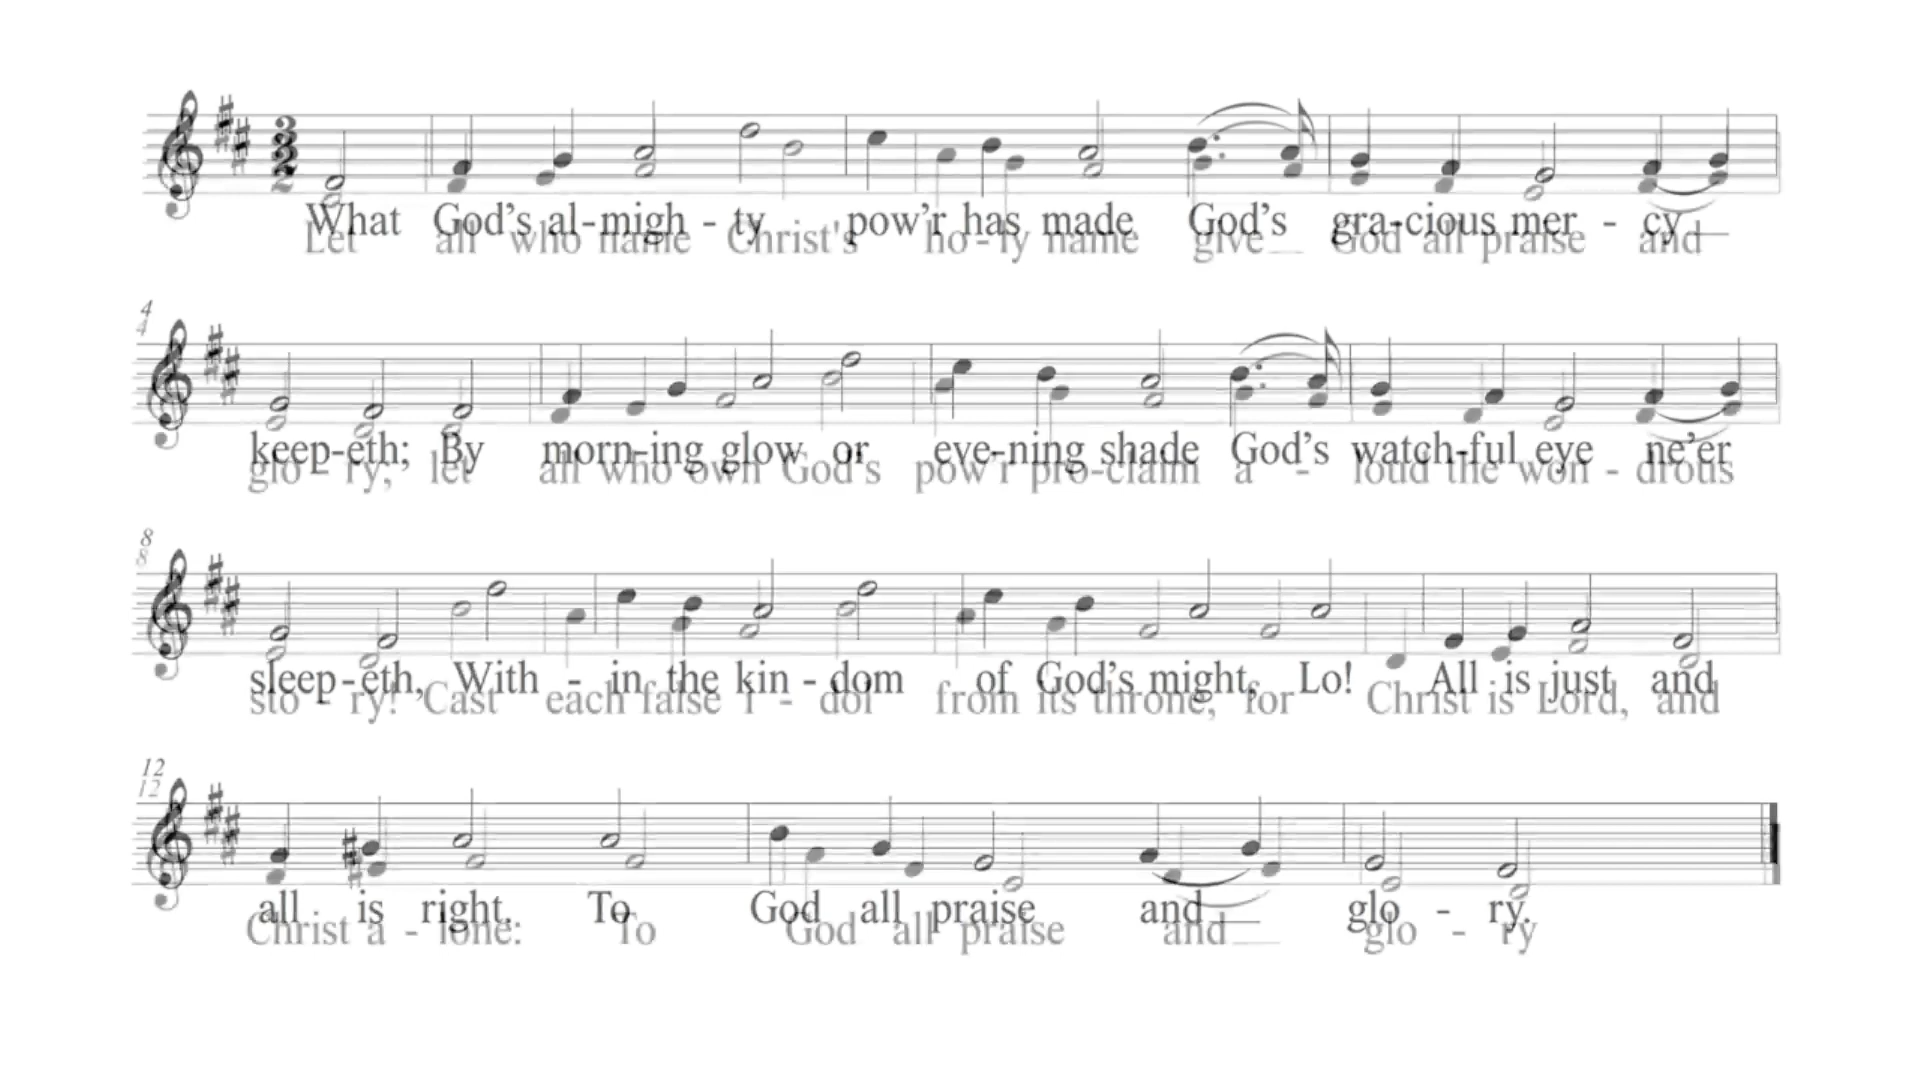 3
2
What God's al-migh - ty pow'r has made God's gra-cious mer - cy
Let all who name Christ's ho - ly name give God all praise and
4
4
keep-eth; By morn-ing glow or eve-ning shade God's watch-ful eye ne'er
glo - ry; let all who own God's pow'r pro-claim a - loud the won - drous
8
8
sleep-eth, With - in the kin - dom of God's might, Lo! All is just and
sto - ry! Cast each false i - dol from its throne, for Christ is Lord, and
12
12
all is right. To God all praise and glo - ry.
Christ a - lone: To God all praise and glo - ry